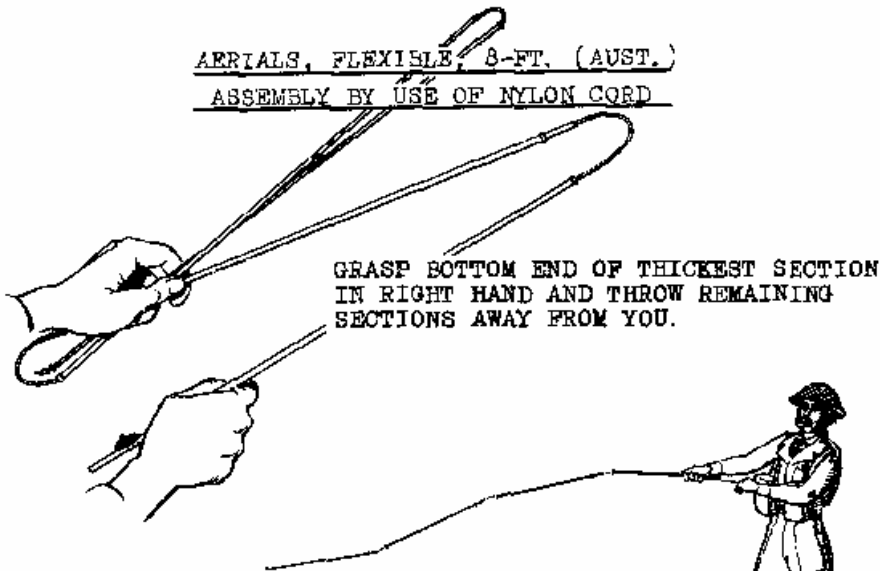 AERIALS, FLEXIBLE, 8-FT. (AUST.)
ASSEMBLY BY USE OF NYLON CORD
GRASP BOTTOM END OF THICKEST SECTION
IN RIGHT HAND AND THROW REMAINING
SECTIONS AWAY FROM YOU.